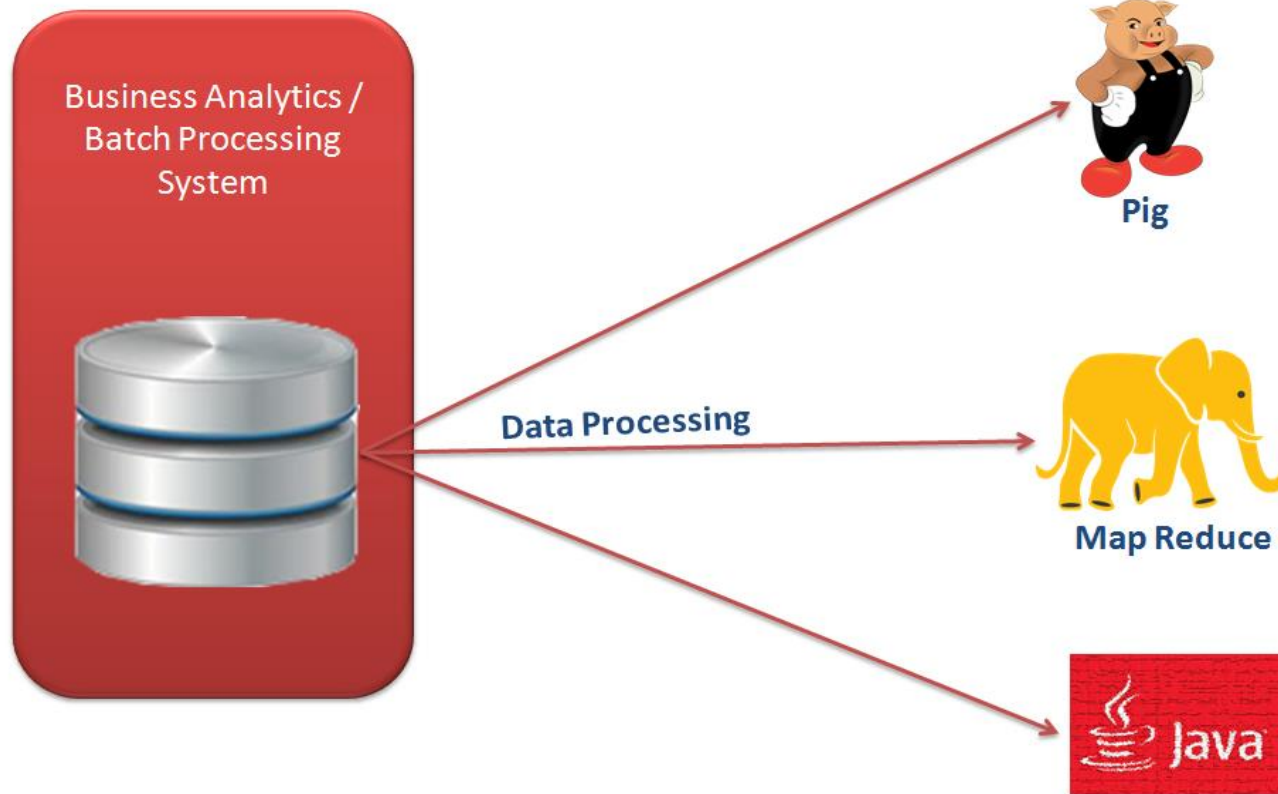 Business Analytics /
Batch Processing
System
Data Processing
Pig
Map Reduce
Java